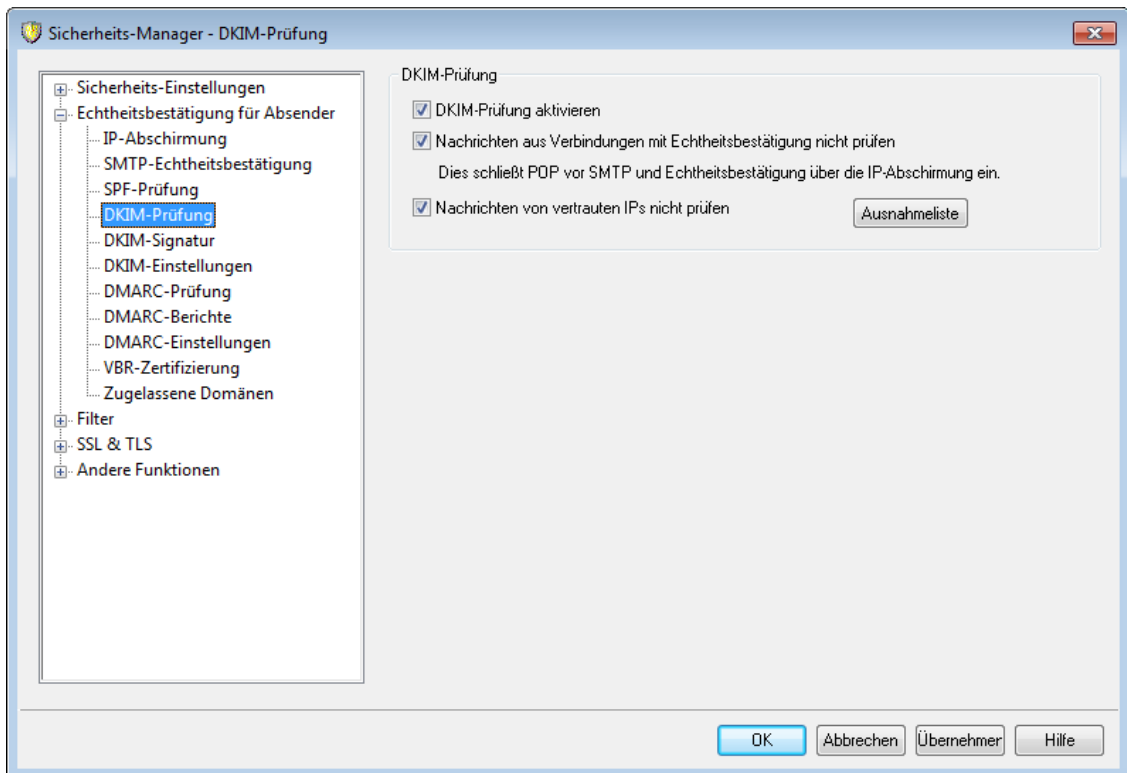 Sicherheits-Manager - DKIM-Prüfung
Sicherheits-Einstellungen
Echtheitsbestätigung für Absender
IP-Abschirmung
SMTP-Echtheitsbestätigung
SPF-Prüfung
DKIM-Prüfung
DKIM-Signatur
DKIM-Einstellungen
DMARC-Prüfung
DMARC-Berichte
DMARC-Einstellungen
VBR-Zertifizierung
Zugelassene Domänen
Filter
SSL & TLS
Andere Funktionen
DKIM-Prüfung
DKIM-Prüfung aktivieren
Nachrichten aus Verbindungen mit Echtheitsbestätigung nicht prüfen
Dies schließt POP vor SMTP und Echtheitsbestätigung über die IP-Abschirmung ein.
Nachrichten von vertrauten IPs nicht prüfen Ausnahmeliste
OK Abbrechen Übernehmer Hilfe